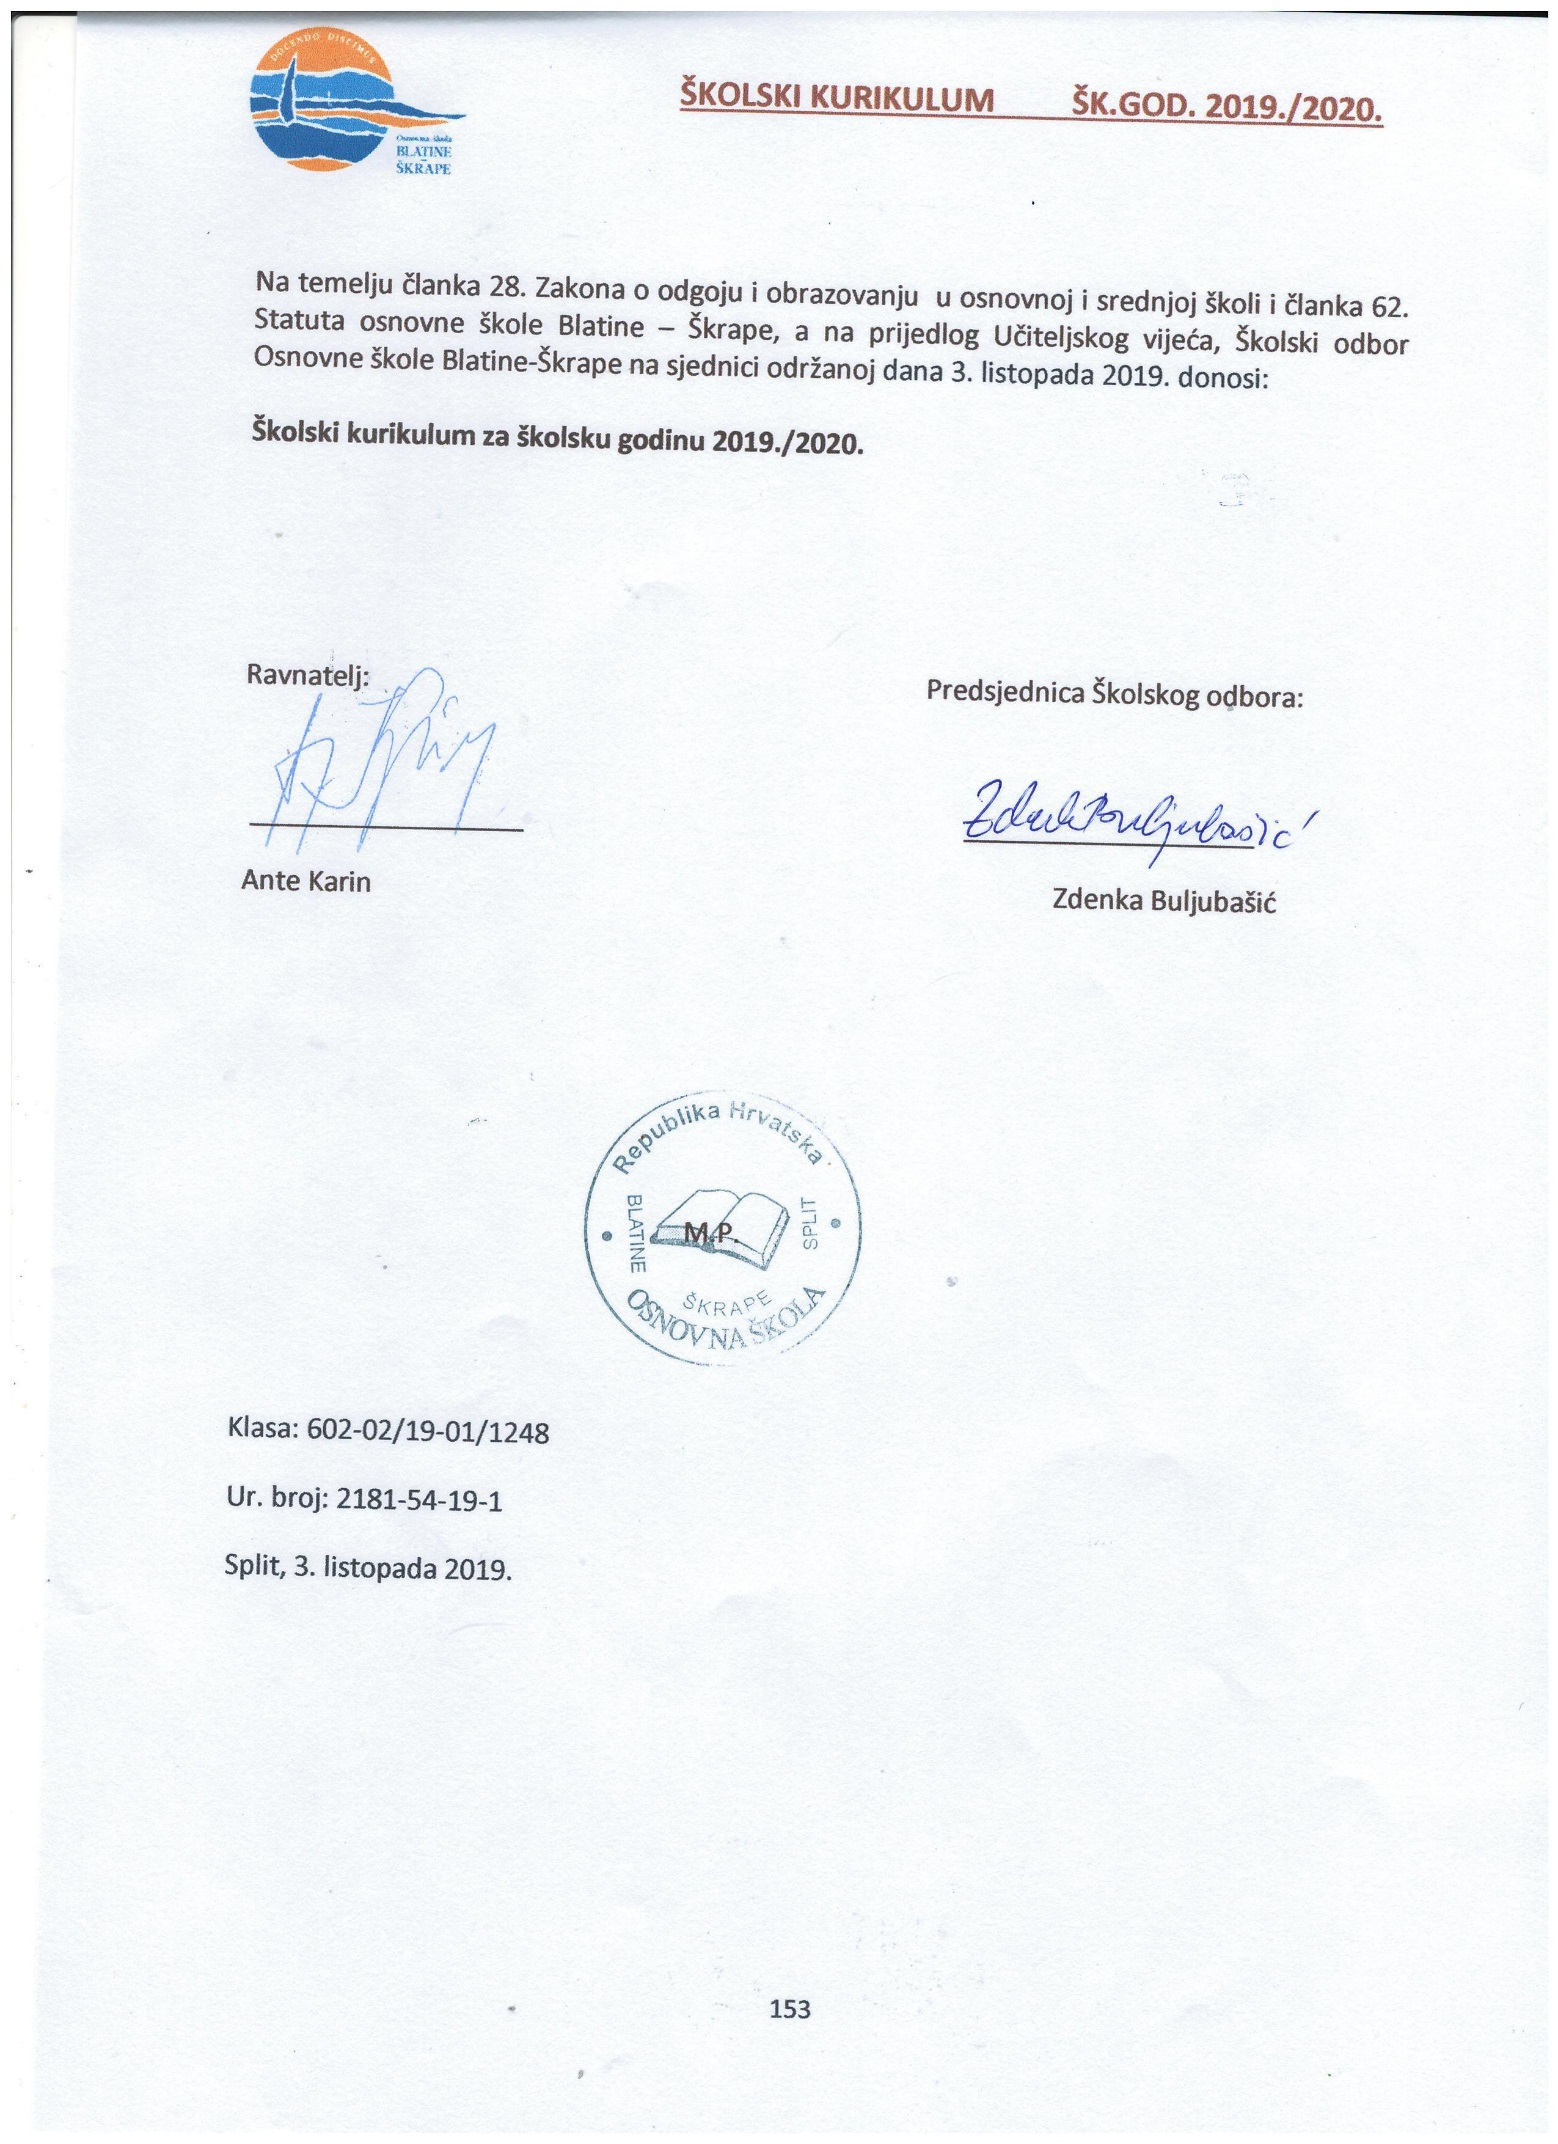 DOCENDO DISCIMUS
Osnovna škola
BLATINE
ŠKRAPE
ŠKOLSKI KURIKULUM ŠK.GOD. 2019./2020.
Na temelju članka 28. Zakona o odgoju i obrazovanju u osnovnoj i srednjoj školi i članka 62.
Statuta osnovne škole Blatine – Škrape, a na prijedlog Učiteljskog vijeća, Školski odbor
Osnovne škole Blatine-Škrape na sjednici održanoj dana 3. listopada 2019. donosi:
Školski kurikulum za školsku godinu 2019./2020.
Ravnatelj:
Predsjednica Školskog odbora:
Zdenka Buljubašić
Ante Karin
Zdenka Buljubašić
Republika Hrvatska
BLATINE
M.P.
SPLIT
ŠKRAPE
OSNOVNA ŠKOLA
Klasa: 602-02/19-01/1248
Ur. broj: 2181-54-19-1
Split, 3. listopada 2019.
153